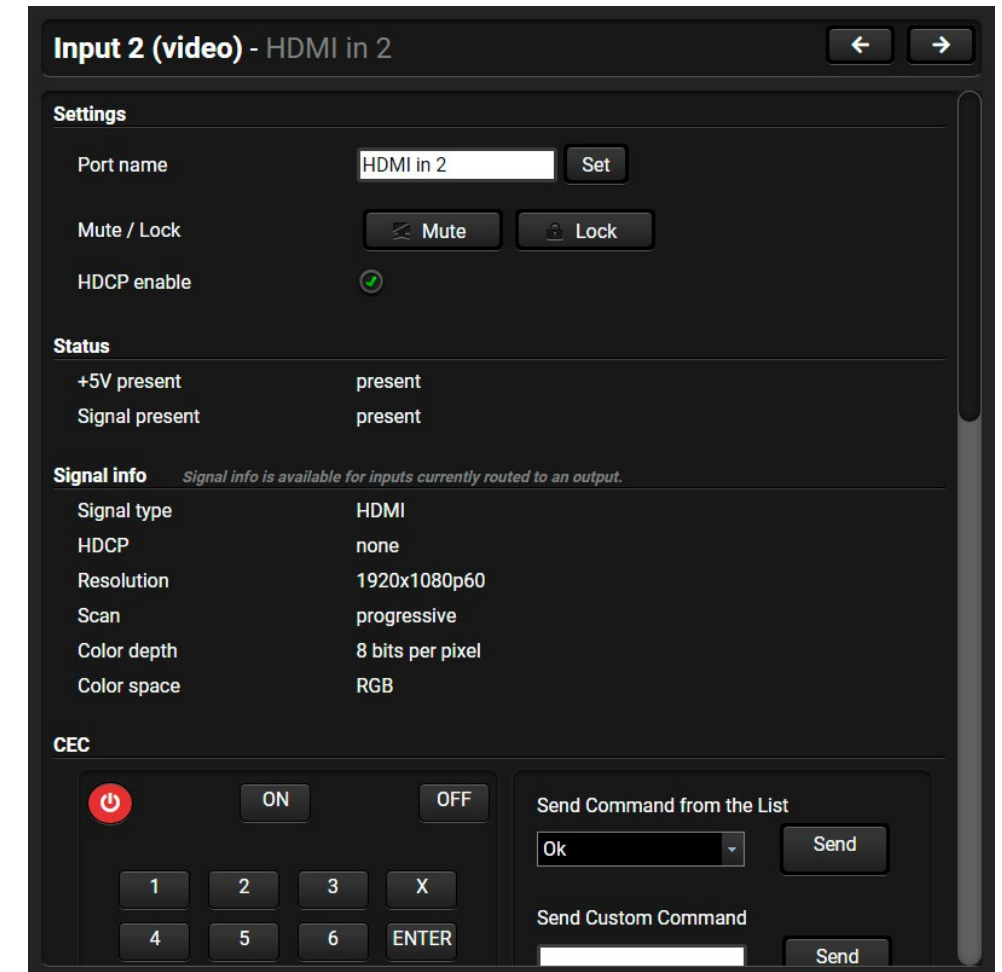 Input 2 (video) - HDMI in 2
Settings
Port name HDMI in 2 Set
Mute / Lock Mute Lock
HDCP enable
Status
+5V present present
Signal present present
Signal info Signal info is available for inputs currently routed to an output.
Signal type HDMI
HDCP none
Resolution 1920x1080p60
Scan progressive
Color depth 8 bits per pixel
Color space RGB
CEC
ON OFF
1 2 3 X
4 5 6 ENTER
Send Command from the List
Ok Send
Send Custom Command
Send